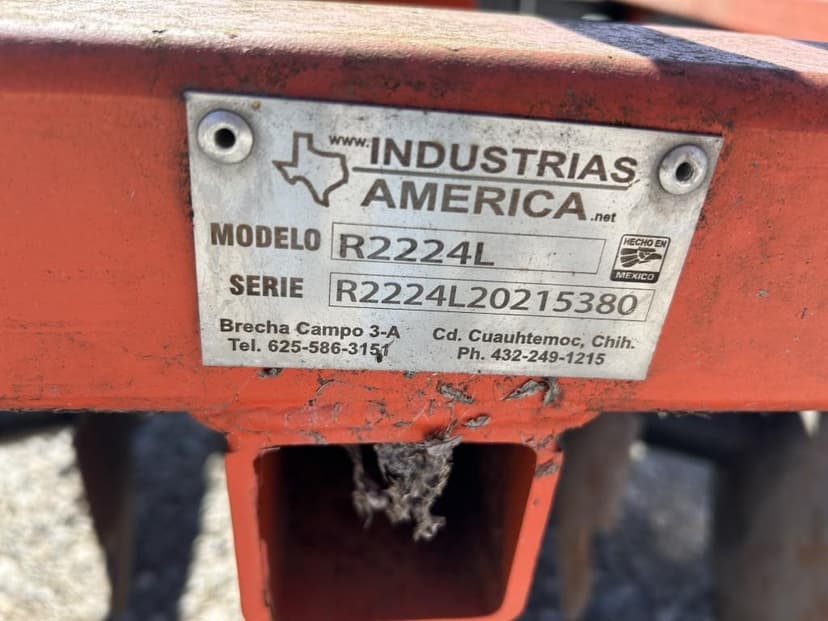 www. INDUSTRIAS
AMERICA .net
MODELO R2224L
HECHO EN
MEXICO
SERIE R2224L20215380
Brecha Campo 3-A Cd. Cuauhtemoc, Chih.
Tel. 625-586-3151 Ph. 432-249-1215